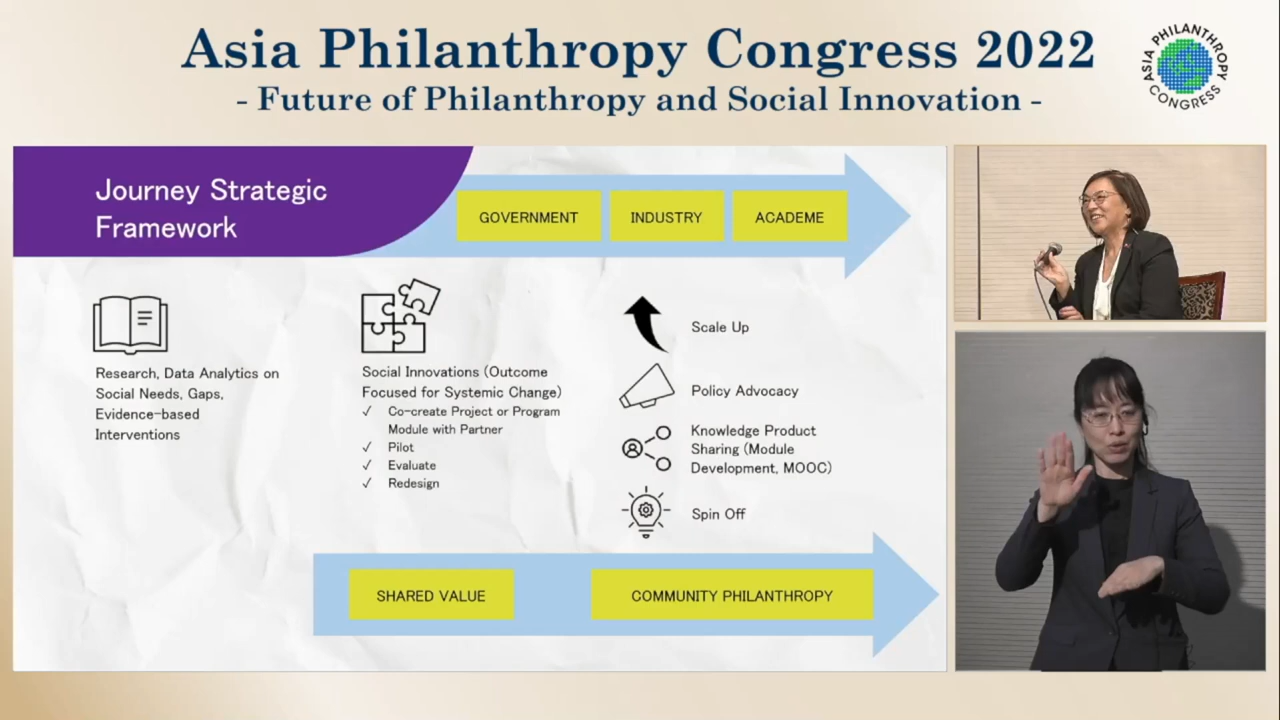 Asia Philanthropy Congress 2022
- Future of Philanthropy and Social Innovation -
ASIA PHILANTHROPY CONGRESS
Journey Strategic
Framework
GOVERNMENT
INDUSTRY
ACADEME
Research, Data Analytics on
Social Needs, Gaps,
Evidence-based
Interventions
Social Innovations (Outcome
Focused for Systemic Change)
✓ Co-create Project or Program
Module with Partner
✓ Pilot
✓ Evaluate
✓ Redesign
Scale Up
Policy Advocacy
Knowledge Product
Sharing (Module
Development, MOOC)
Spin Off
SHARED VALUE
COMMUNITY PHILANTHROPY